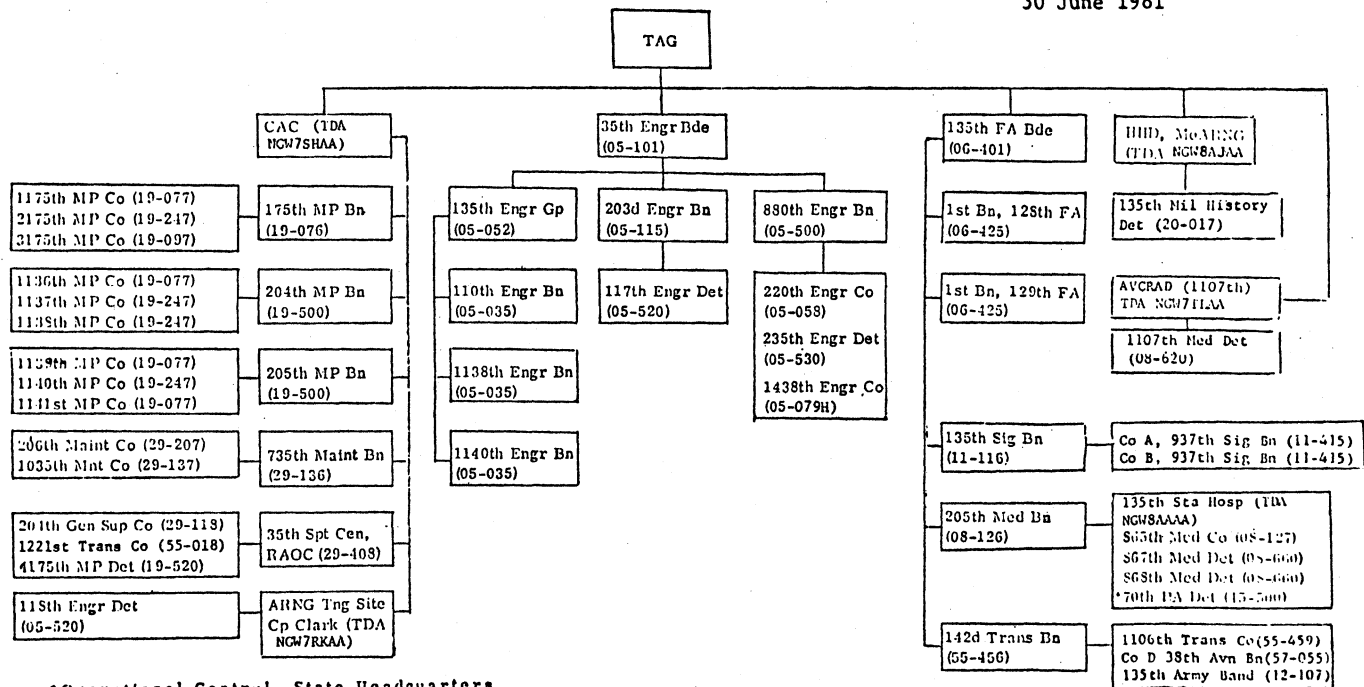 30 June 1981
TAG
CAC (TDA
NGW7SHAA)
35th Engr Bde
(05-101)
135th FA Bde
(06-401)
HHD, MoARNG
(TDA NGW8AJAA
1175th MP Co (19-077)
2175th MP Co (19-247)
3175th MP Co (19-097)
175th MP Bn
(19-076)
135th Engr Gp
(05-052)
203d Engr Bn
(05-115)
880th Engr Bn
(05-500)
1st Bn, 128th FA
(06-425)
135th Mil History
Det (20-017)
1136th MP Co (19-077)
1137th MP Co (19-247)
1138th MP Co (19-247)
204th MP Bn
(19-500)
110th Engr Bn
(05-035)
117th Engr Det
(05-520)
220th Engr Co
(05-058)
235th Engr Det
(05-530)
1438th Engr Co
(05-079H)
1st Bn, 129th FA
(06-425)
AVCRAD (1107th)
TDA
1107th Med Det
(08-620)
1139th MP Co (19-077)
1140th MP Co (19-247)
1141st MP Co (19-077)
205th MP Bn
(19-500)
1138th Engr Bn
(05-035)
206th Maint Co (29-207)
1035th Mnt Co (29-137)
735th Maint Bn
(29-136)
1140th Engr Bn
(05-035)
135th Sig Bn
(11-116)
Co A, 937th Sig Bn (11-415)
Co B, 937th Sig Bn (11-415)
204th Gen Sup Co (29-118)
1221st Trans Co (55-018)
4175th MP Det (19-520)
35th Spt Cen,
RAOC (29-408)
205th Med Bn
(08-126)
135th Sta Hosp (TDA
NGW8AAAA)
865th Med Co (08-127)
867th Med Det
868th Med Det
*70th PA Det
118th Engr Det
(05-520)
ARNG Tng Site
Cp Clark (TDA
NGW7RKAA)
142d Trans Bn
(55-456)
1106th Trans Co(55-459)
Co D 38th Avn Bn(57-055)
135th Army Band (12-107)
Control, State Headquarters